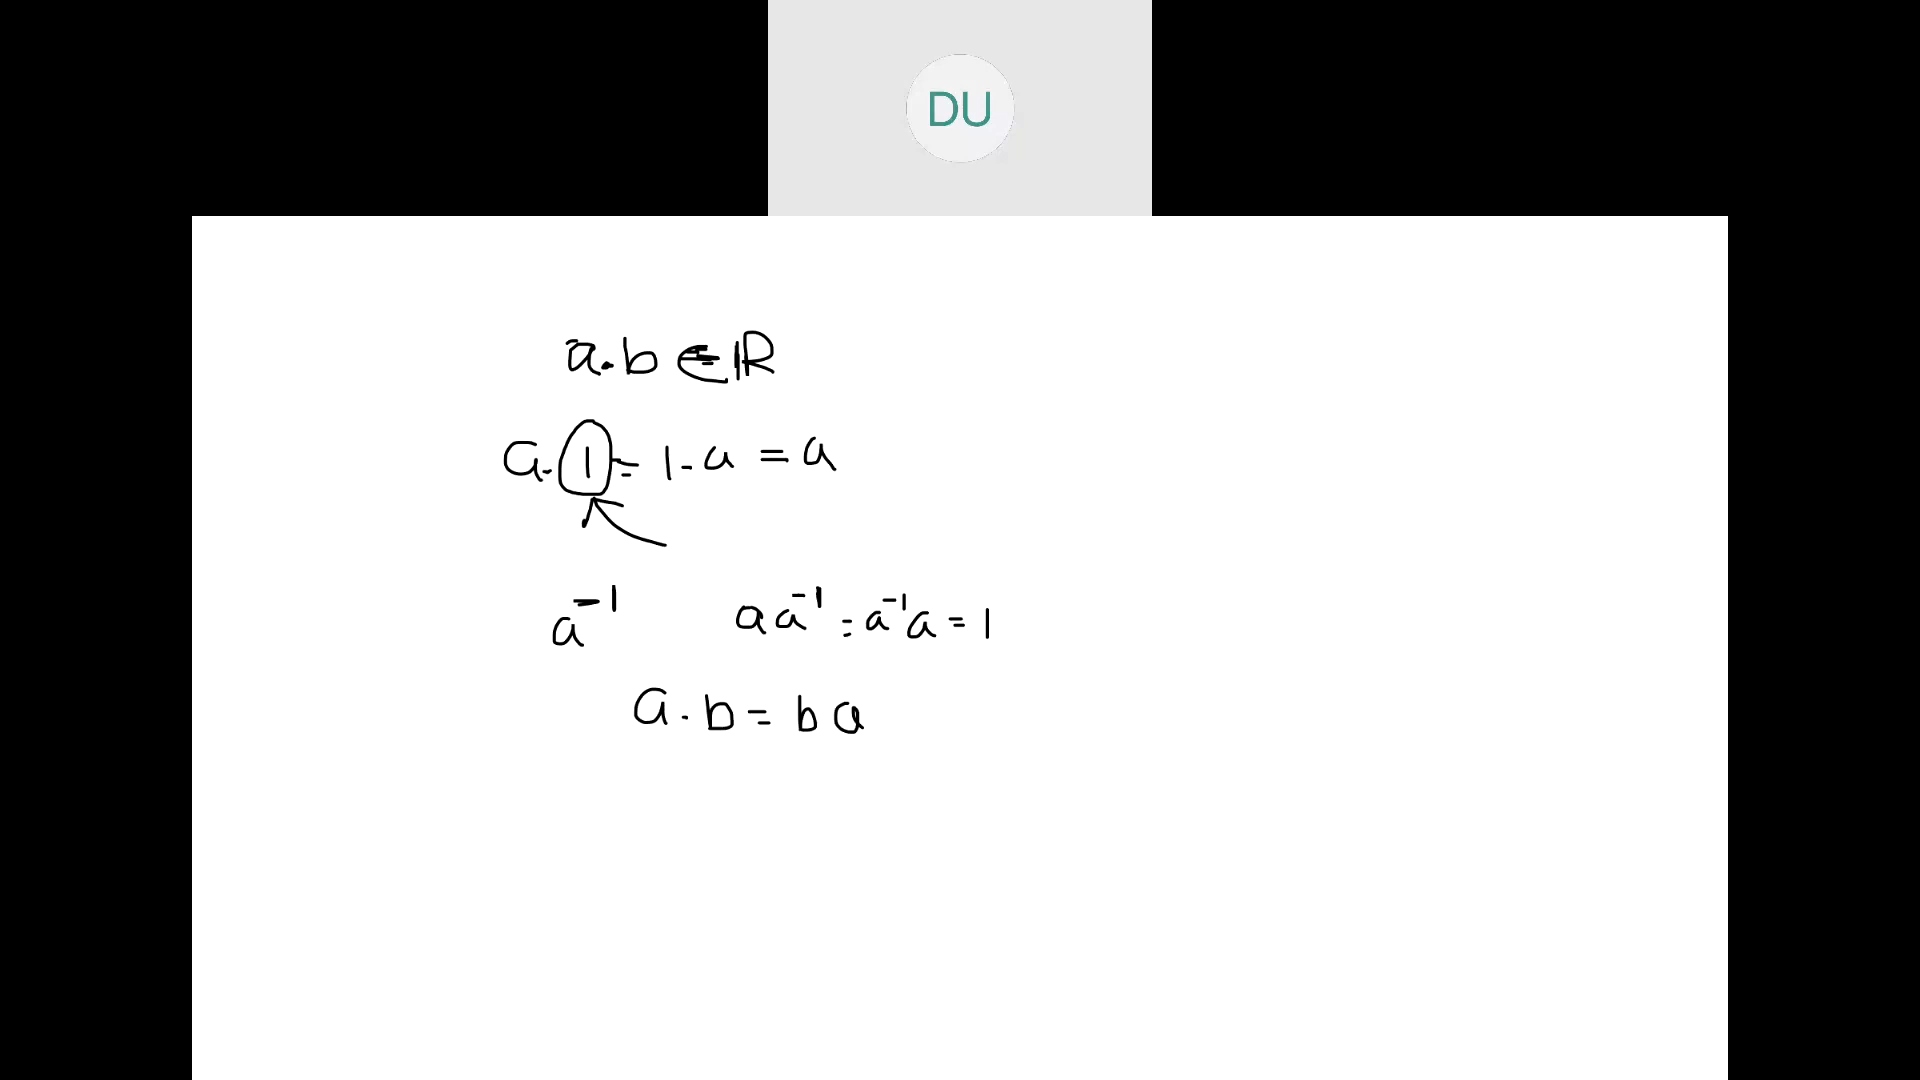 DU
a.b ∈ ℝ
a.1 = 1.a = a
a⁻¹ aa⁻¹ = a⁻¹a = 1
a.b = ba